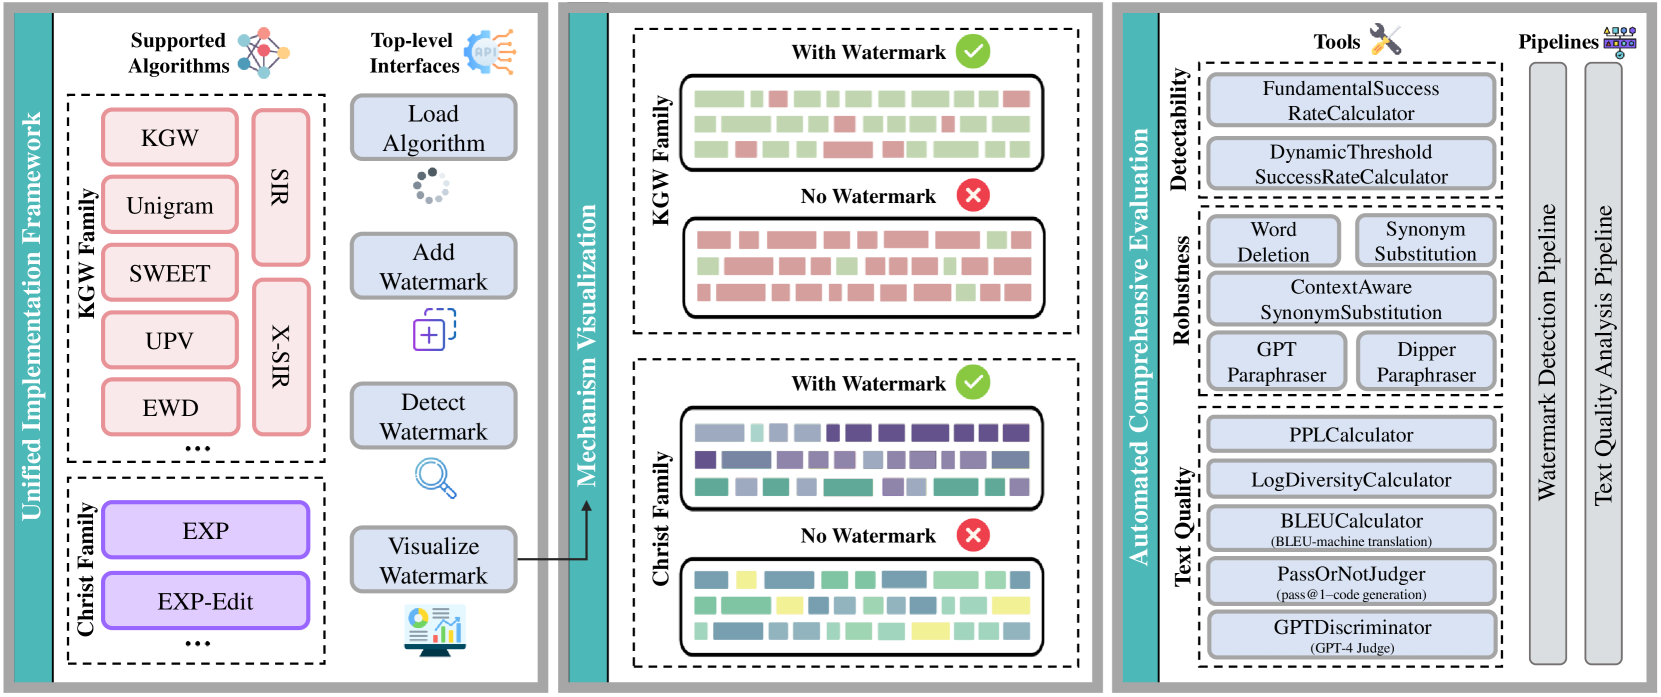 Unified Implementation Framework
Supported
Algorithms
KGW Family
KGW
Unigram
SWEET
UPV
EWD
SIR
X-SIR
...
Christ Family
EXP
EXP-Edit
...
Top-level
Interfaces
API
Load
Algorithm
Add
Watermark
Detect
Watermark
Visualize
Watermark
Mechanism Visualization
KGW Family
With Watermark
No Watermark
Christ Family
With Watermark
No Watermark
Automated Comprehensive Evaluation
Tools
Detectability
FundamentalSuccess
RateCalculator
DynamicThreshold
SuccessRateCalculator
Robustness
Word
Deletion
Synonym
Substitution
ContextAware
SynonymSubstitution
GPT
Paraphraser
Dipper
Paraphraser
Text Quality
PPLCalculator
LogDiversityCalculator
BLEUCalculator
(BLEU-machine translation)
PassOrNotJudger
(pass@1–code generation)
GPTDiscriminator
(GPT-4 Judge)
Pipelines
Watermark Detection Pipeline
Text Quality Analysis Pipeline